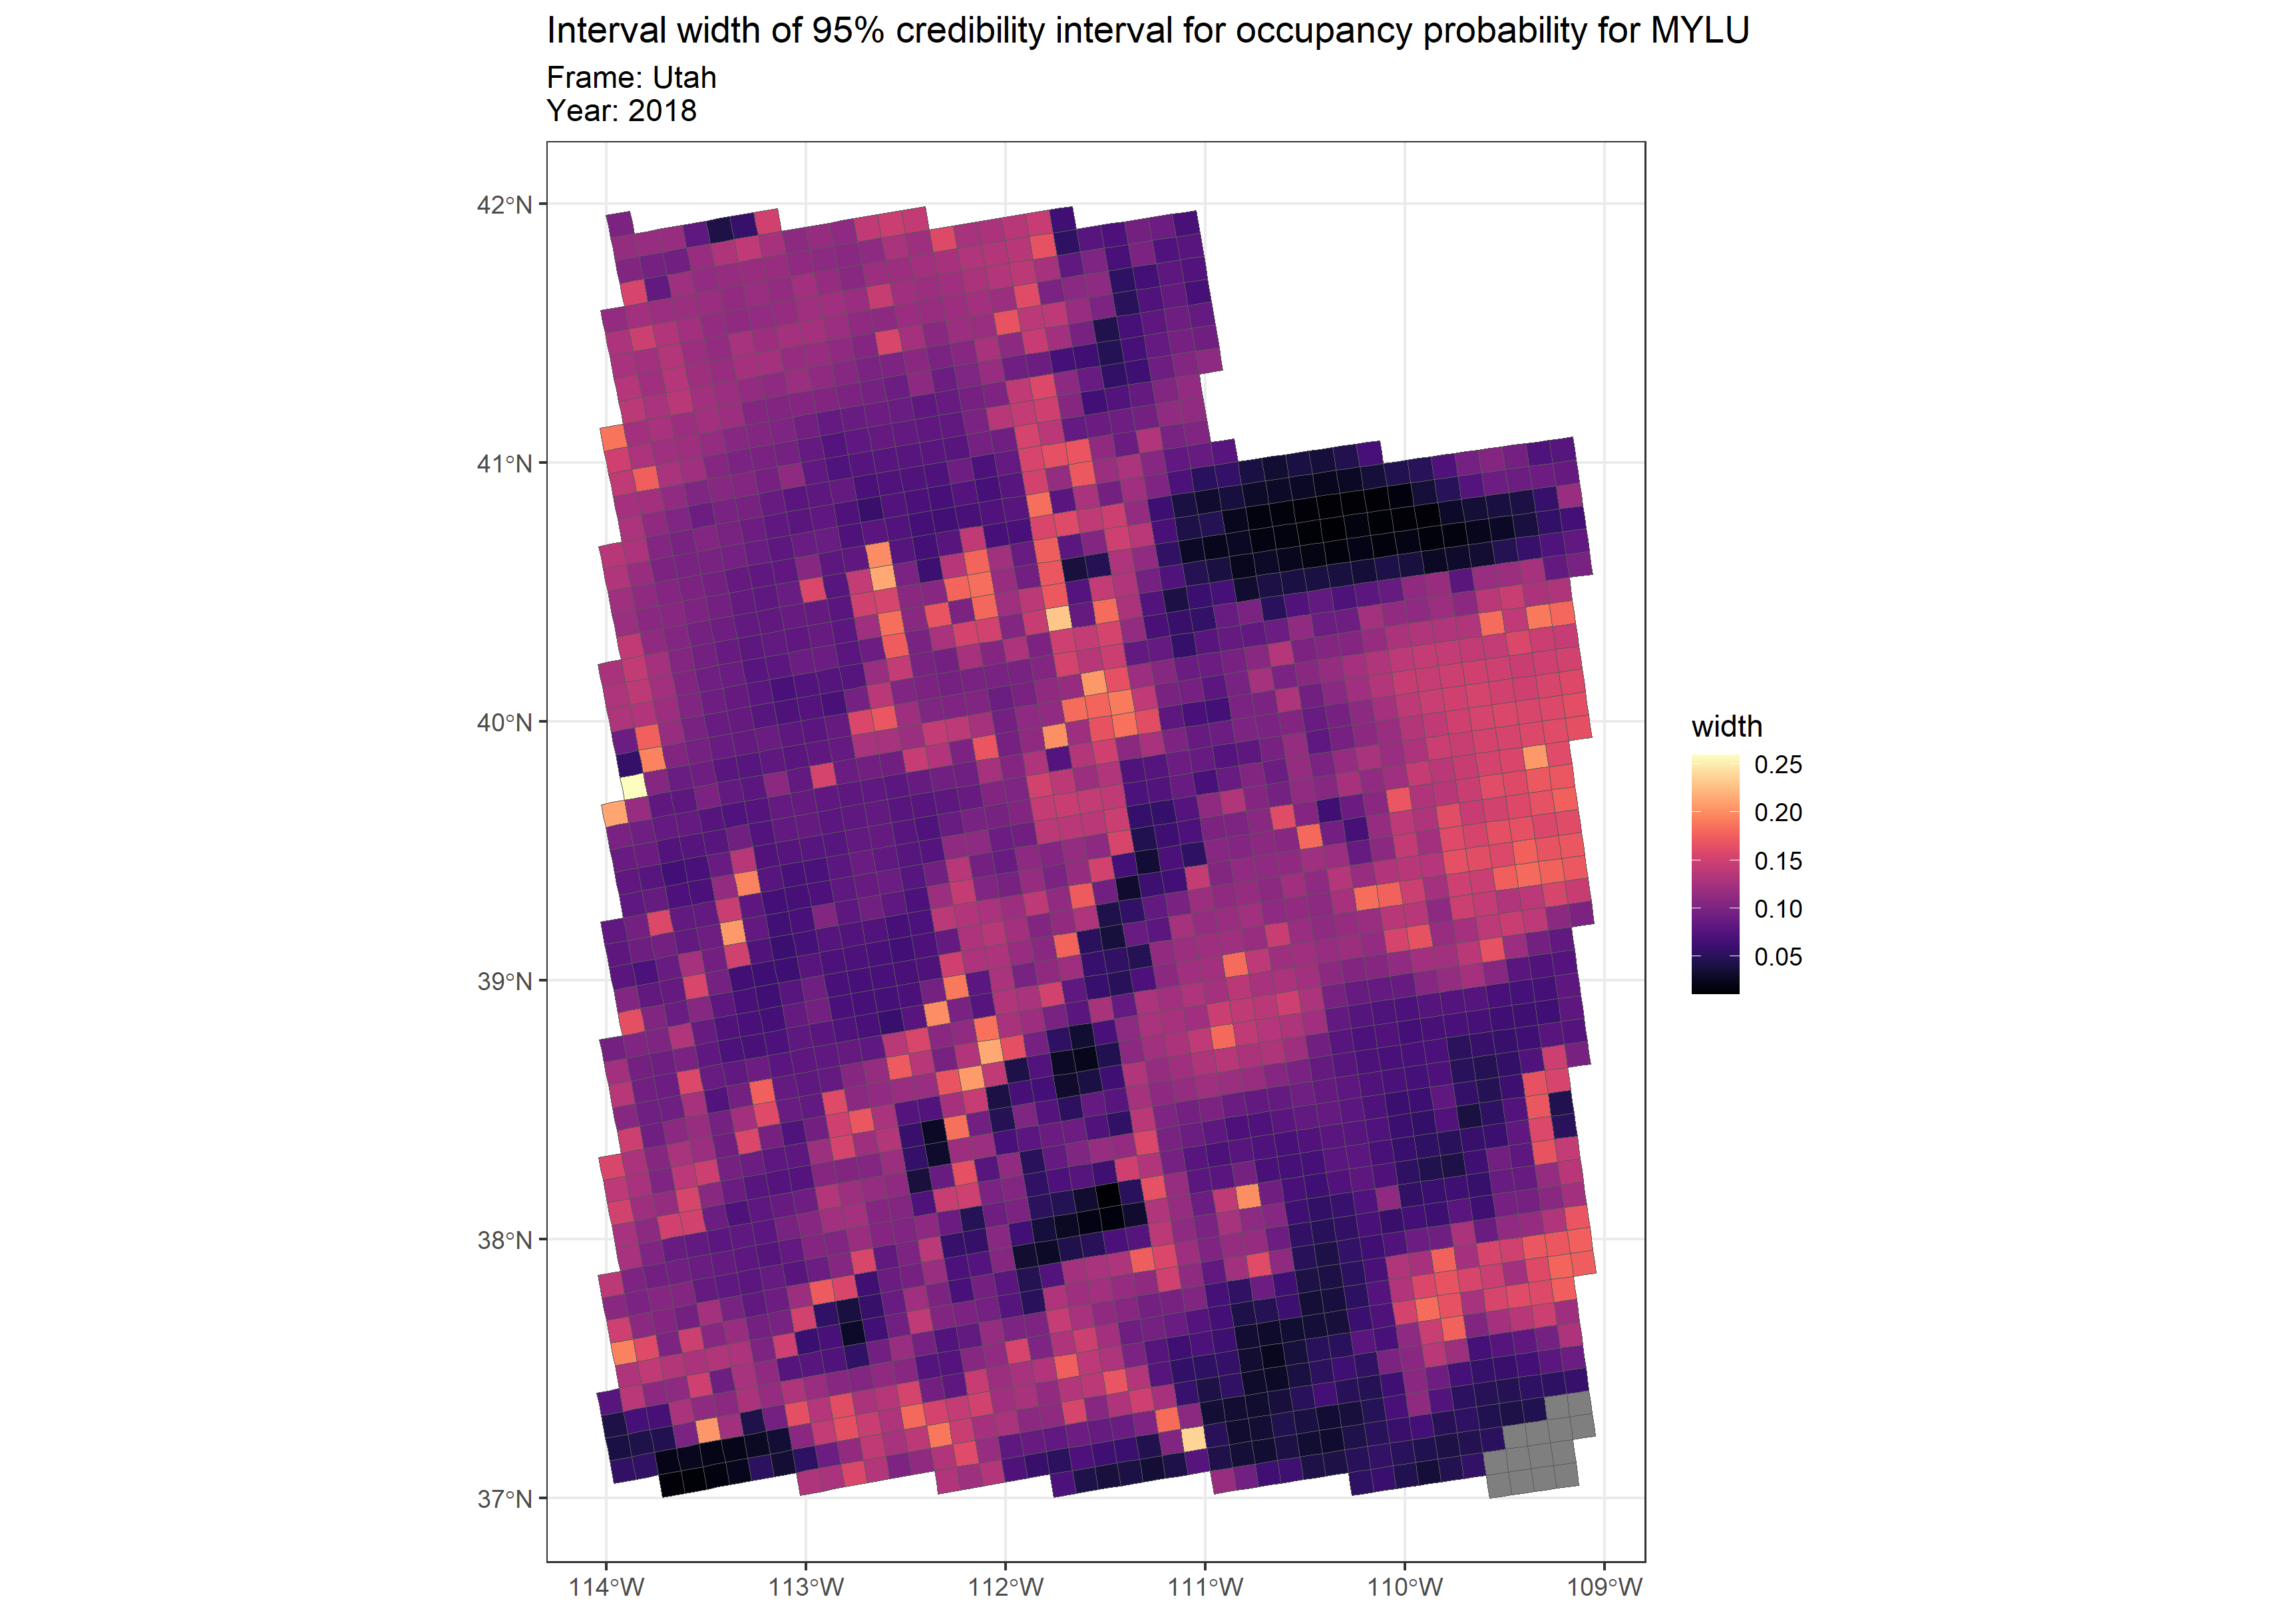 Interval width of 95% credibility interval for occupancy probability for MYLU
Frame: Utah
Year: 2018
42°N
41°N
40°N
39°N
38°N
37°N
114°W
113°W
112°W
111°W
110°W
109°W
width
0.25
0.20
0.15
0.10
0.05